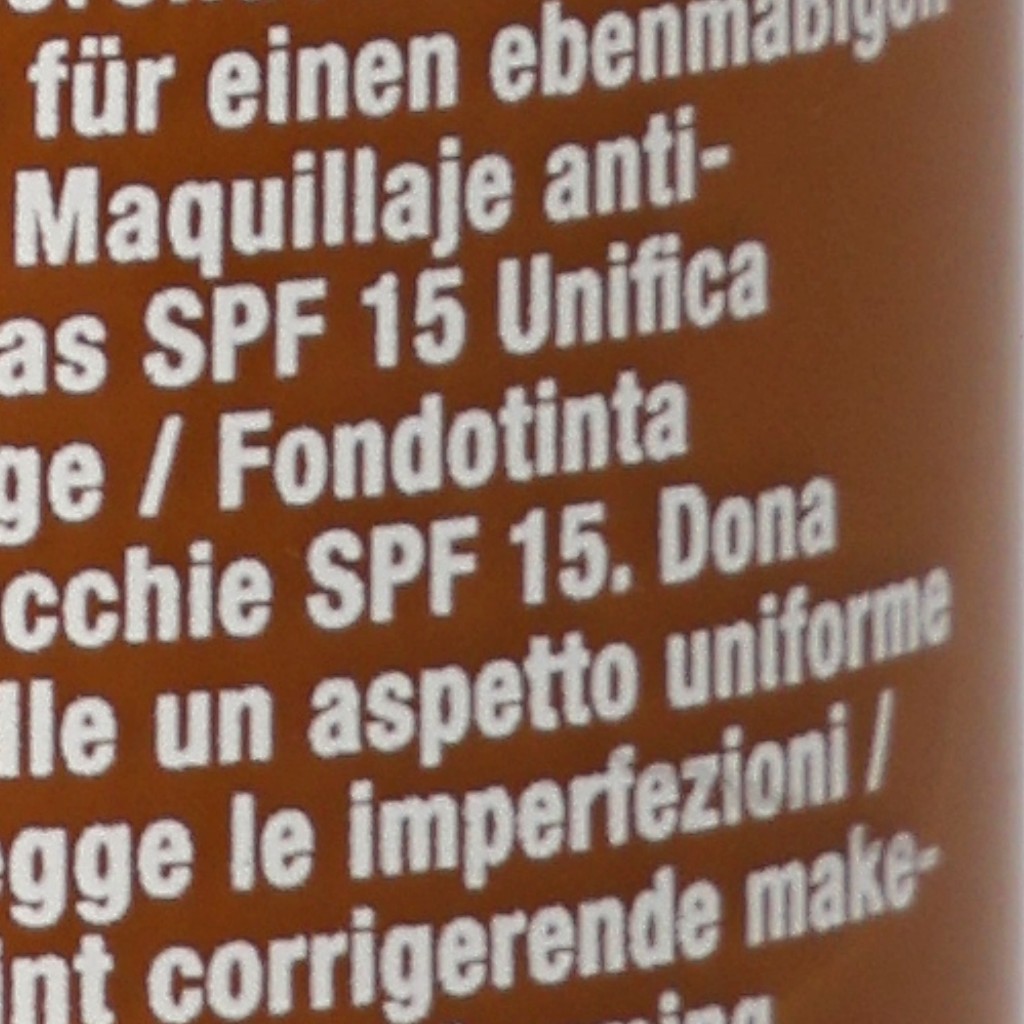 für einen ebenmäßigen
Maquillaje anti-
as SPF 15 Unifica
ge / Fondotinta
cchie SPF 15. Dona
lle un aspetto uniforme
egge le imperfezioni /
int corrigerende make-